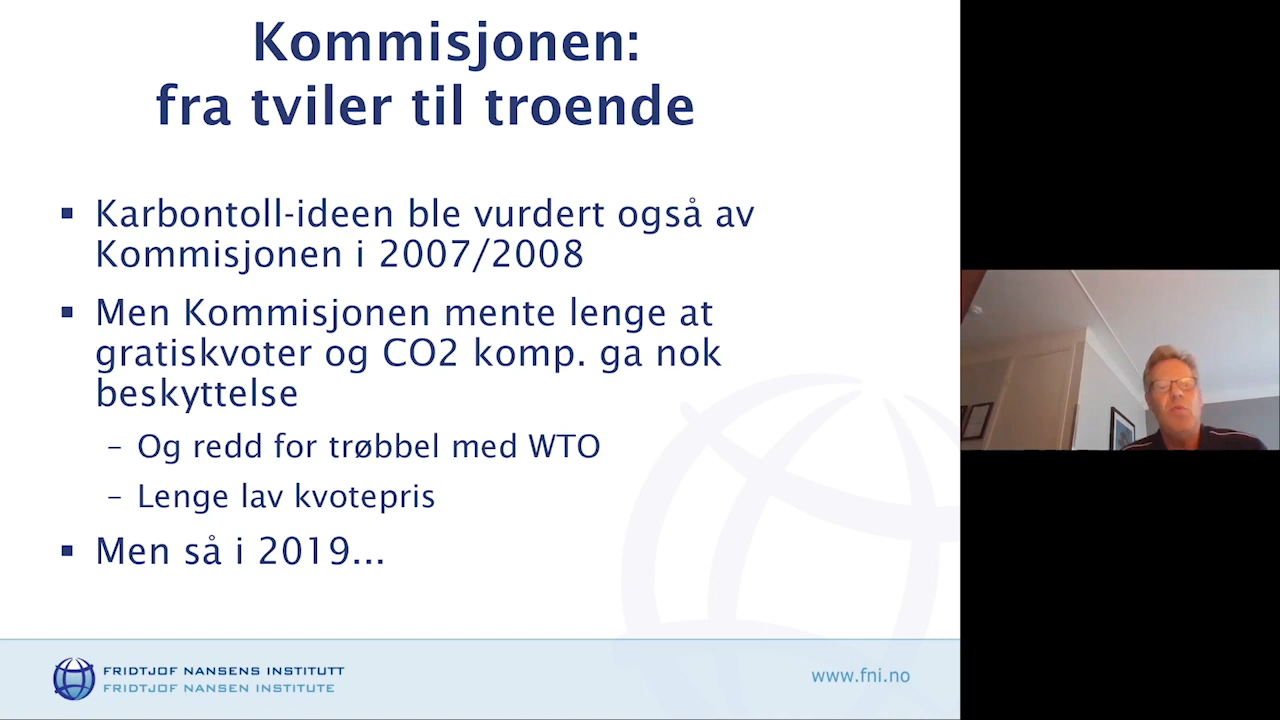 Kommisjonen:
fra tviler til troende
▪ Karbontoll-ideen ble vurdert også av
Kommisjonen i 2007/2008
▪ Men Kommisjonen mente lenge at
gratiskvoter og CO2 komp. ga nok
beskyttelse
– Og redd for trøbbel med WTO
– Lenge lav kvotepris
▪ Men så i 2019...
FRIDTJOF NANSENS INSTITUTT
FRIDTJOF NANSEN INSTITUTE
www.fni.no